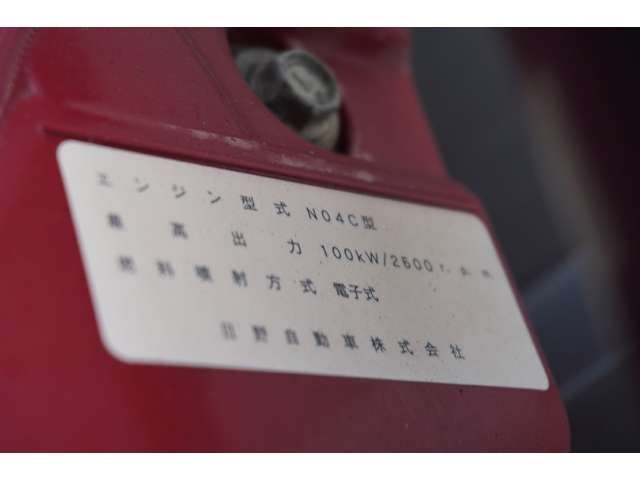 エンジン型式 N04C型
最高出力 100kW/2500r.p.m.
燃料噴射方式 電子式
日野自動車株式会社